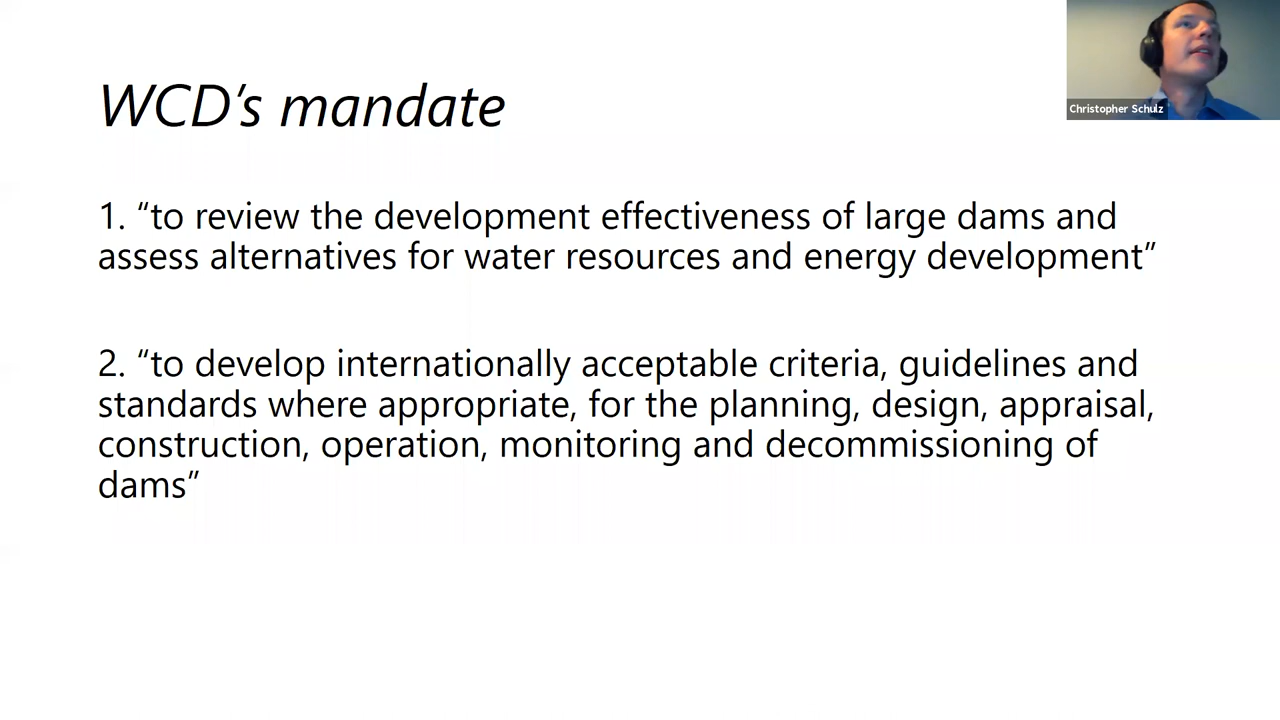 WCD’s mandate
Christopher Schulz
1. “to review the development effectiveness of large dams and
assess alternatives for water resources and energy development”
2. “to develop internationally acceptable criteria, guidelines and
standards where appropriate, for the planning, design, appraisal,
construction, operation, monitoring and decommissioning of
dams”